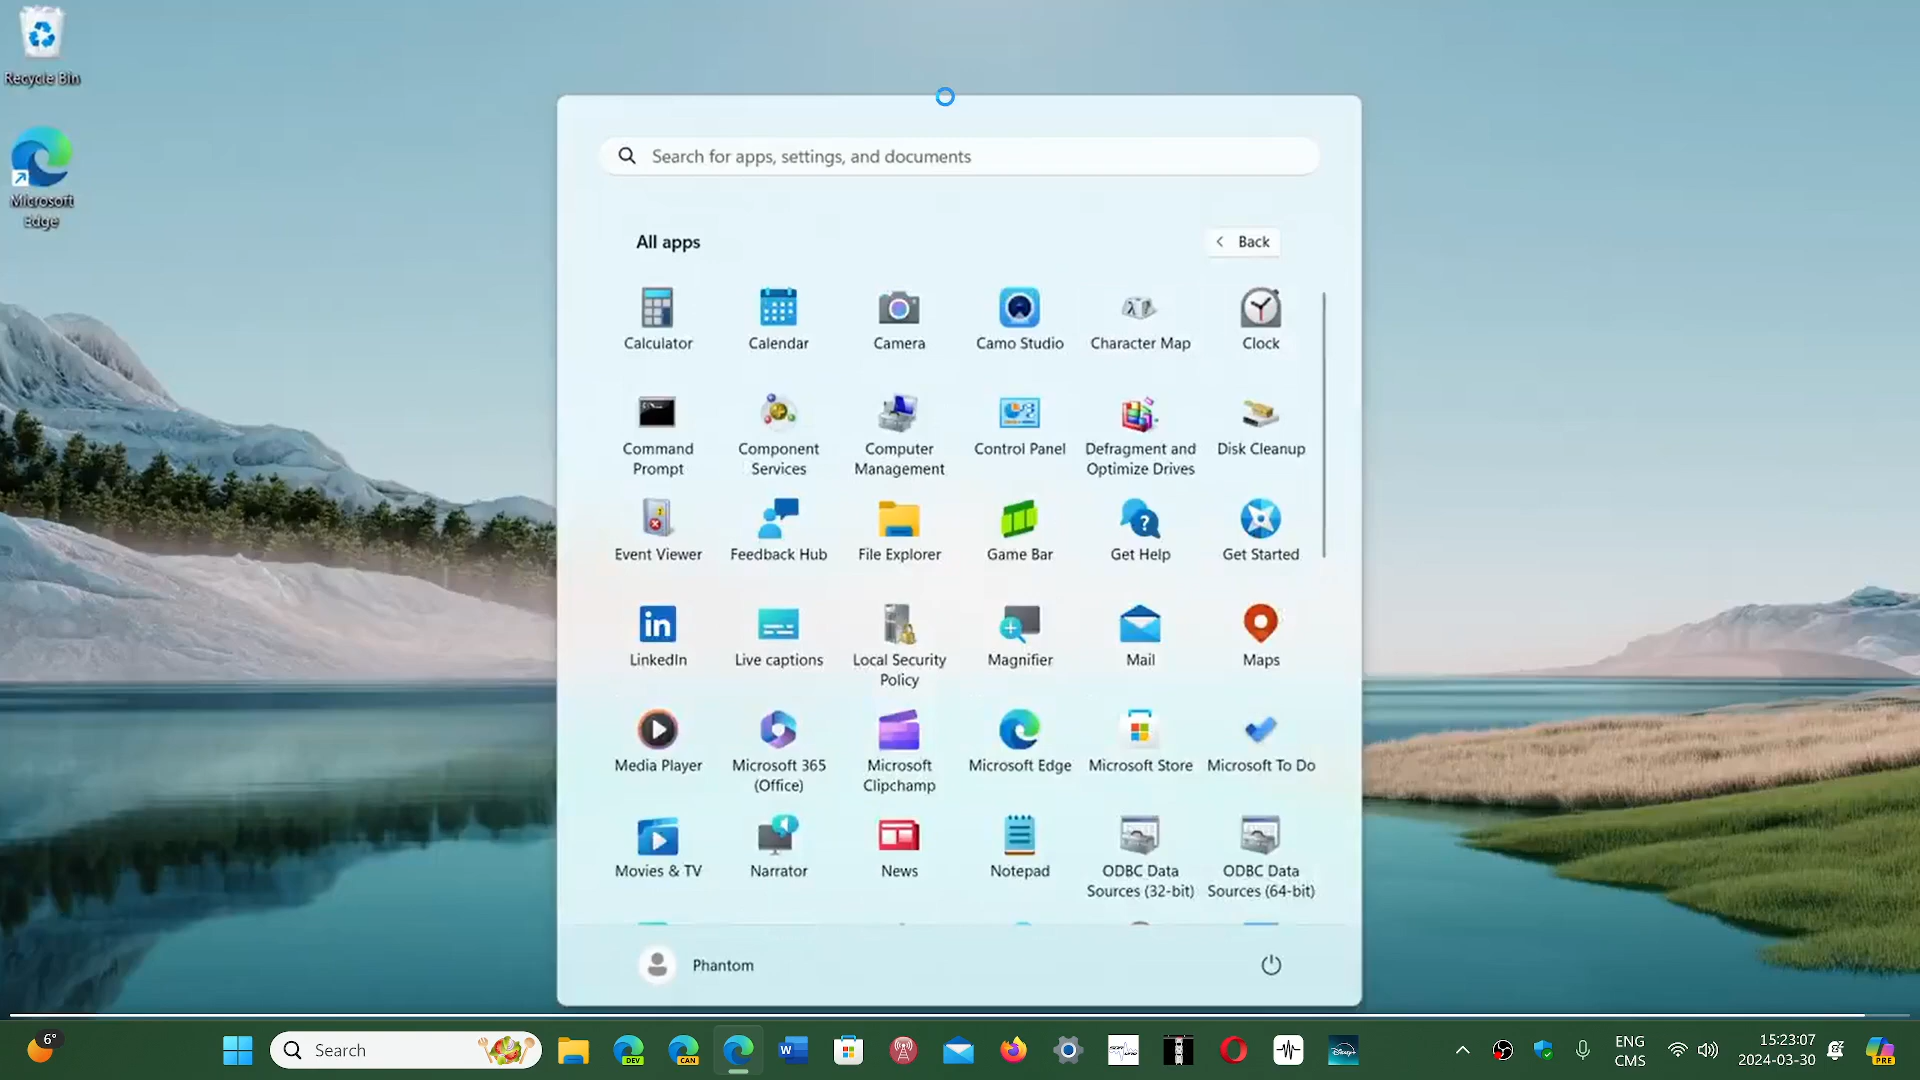 Recycle Bin
Microsoft
Edge
Search for apps, settings, and documents
All apps
Back
Calculator
Calendar
Camera
Camo Studio
Character Map
Clock
Command
Prompt
Component
Services
Computer
Management
Control Panel
Defragment and
Optimize Drives
Disk Cleanup
Event Viewer
Feedback Hub
File Explorer
Game Bar
Get Help
Get Started
in
LinkedIn
Live captions
Local Security
Policy
Magnifier
Mail
Maps
Media Player
Microsoft 365
(Office)
Microsoft
Clipchamp
Microsoft Edge
Microsoft Store
Microsoft To Do
Movies & TV
Narrator
News
Notepad
ODBC Data
Sources (32-bit)
ODBC Data
Sources (64-bit)
Phantom
6°
Search
DEV
CAN
W
Disney+
ENG
CMS
15:23:07
2024-03-30
PRE